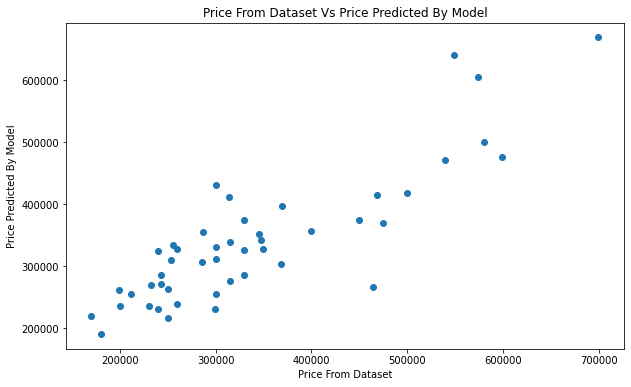 Price From Dataset Vs Price Predicted By Model
Price Predicted By Model
600000
500000
400000
300000
200000
200000 300000 400000 500000 600000 700000
Price From Dataset